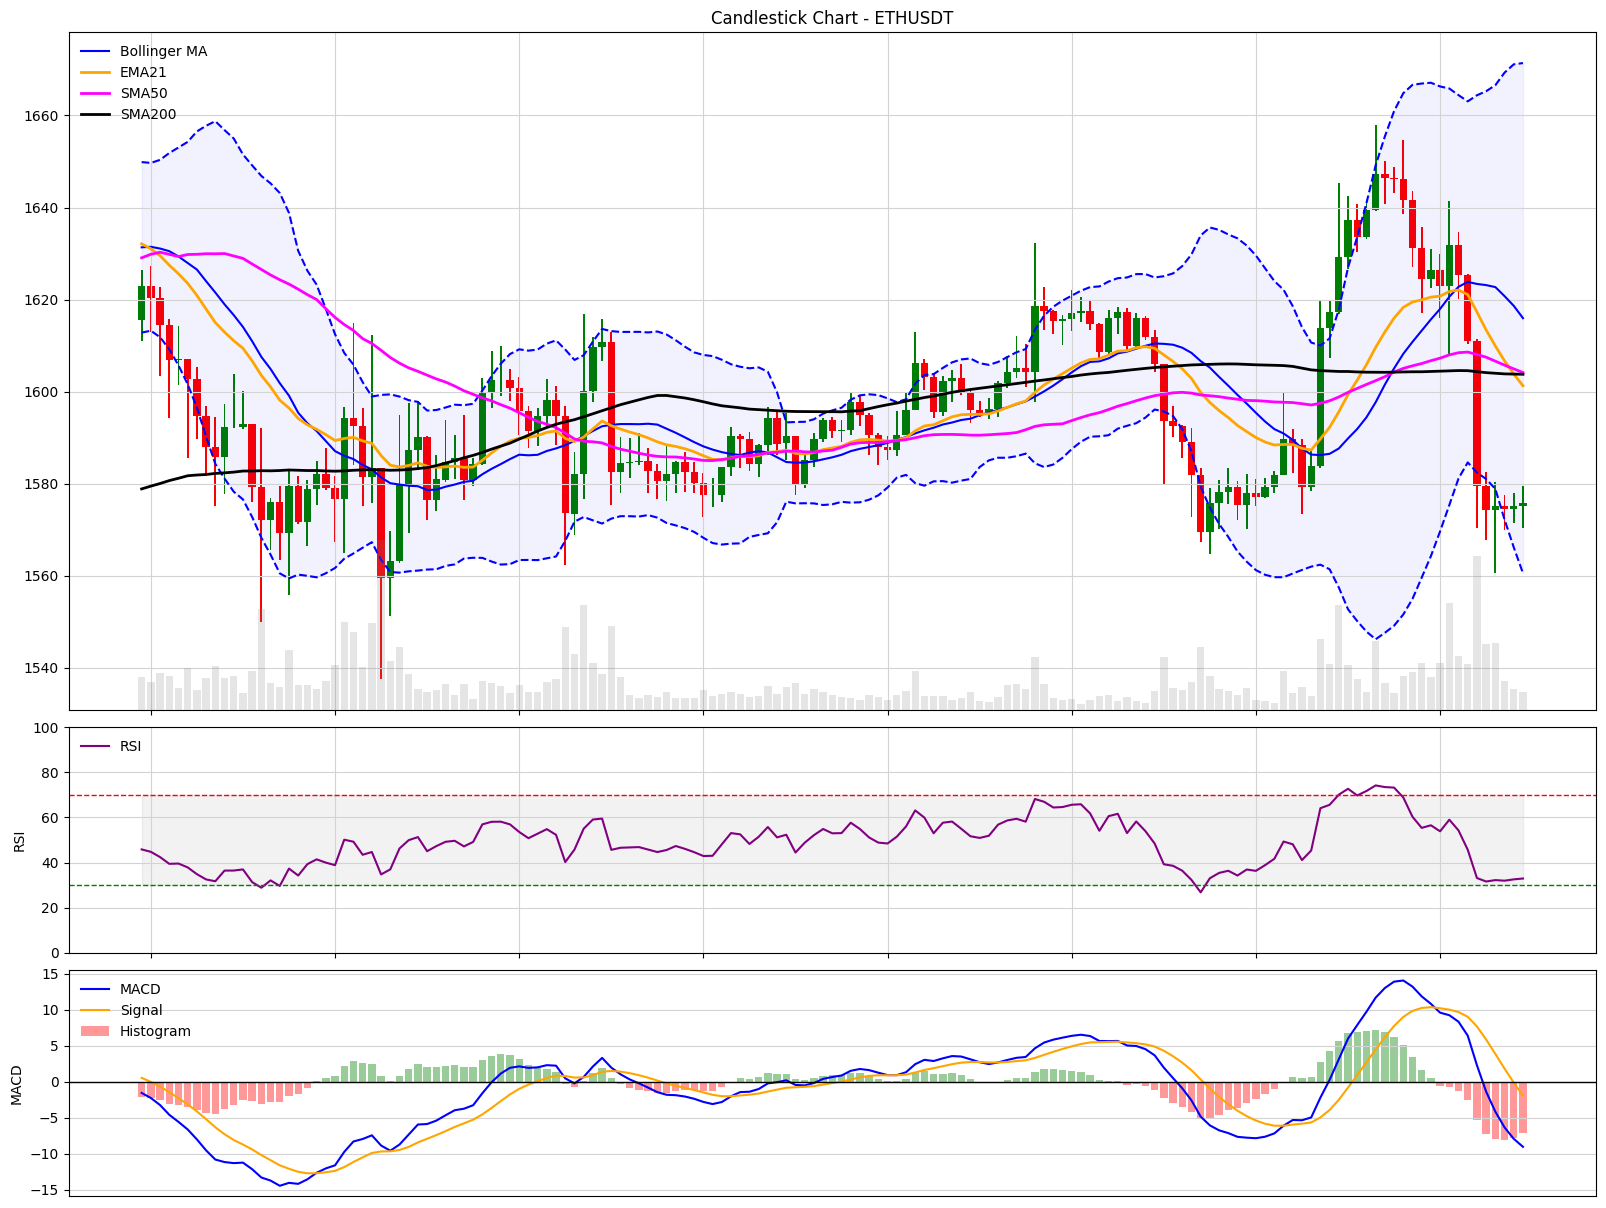 Candlestick Chart - ETHUSDT
Bollinger MA
EMA21
SMA50
SMA200
1660
1640
1620
1600
1580
1560
1540
RSI
100
80
60
40
20
0
RSI
MACD
Signal
Histogram
15
10
5
0
−5
−10
−15
MACD